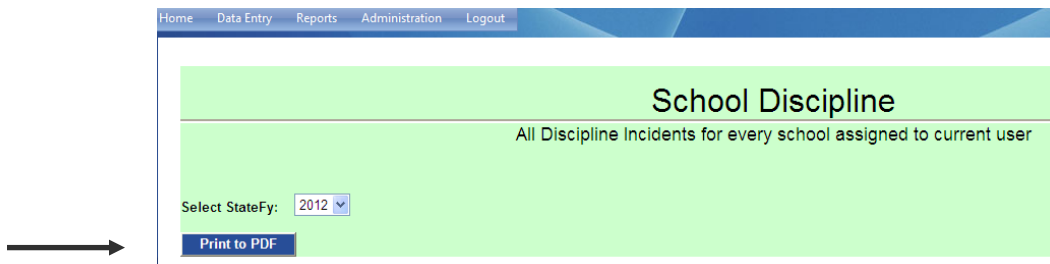 Home Data Entry Reports Administration Logout
School Discipline
All Discipline Incidents for every school assigned to current user
Select StateFy: 2012
Print to PDF